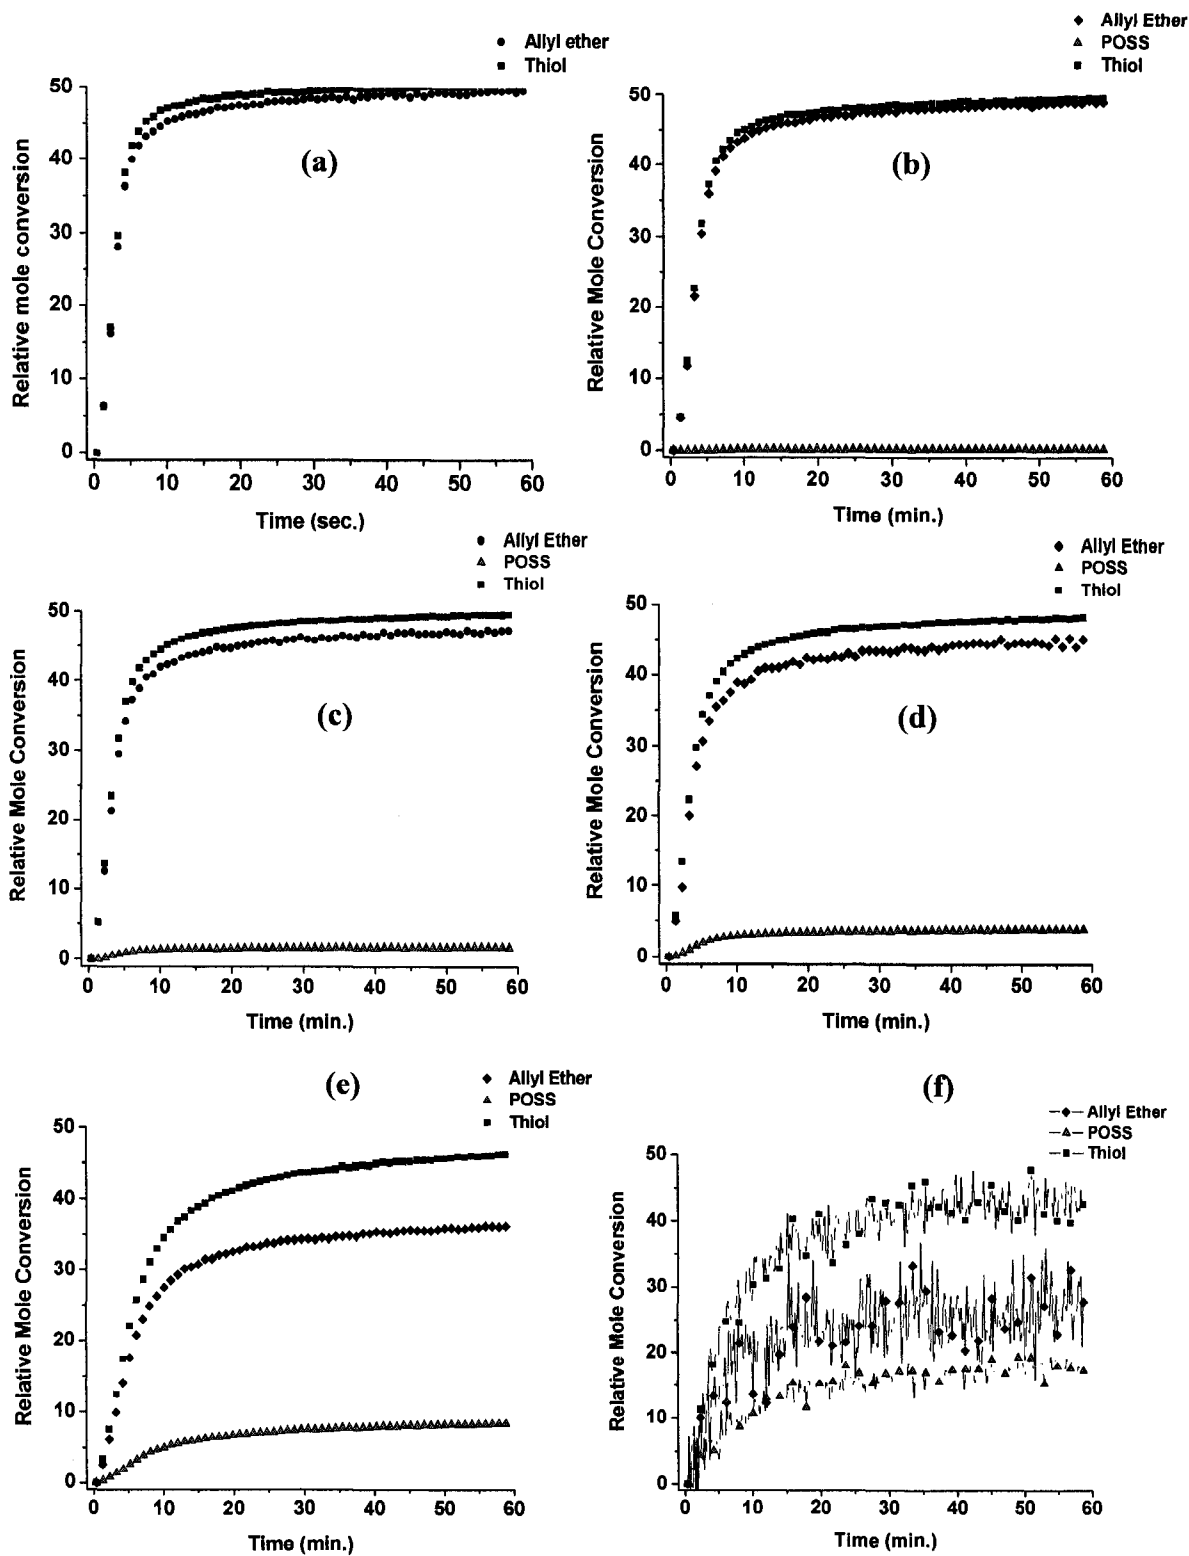 Allyl ether
Thiol
50
40
30
20
10
0
Relative mole conversion
(a)
0 10 20 30 40 50 60
Time (sec.)
Allyl Ether
POSS
Thiol
50
40
30
20
10
0
Relative Mole Conversion
(b)
0 10 20 30 40 50 60
Time (min.)
Allyl Ether
POSS
Thiol
50
40
30
20
10
0
Relative Mole Conversion
(c)
0 10 20 30 40 50 60
Time (min.)
Allyl Ether
POSS
Thiol
50
40
30
20
10
0
Relative Mole Conversion
(d)
0 10 20 30 40 50 60
Time (min.)
(e)
Allyl Ether
POSS
Thiol
50
40
30
20
10
0
Relative Mole Conversion
0 10 20 30 40 50 60
Time (min.)
(f)
Allyl Ether
POSS
Thiol
50
40
30
20
10
0
Relative Mole Conversion
0 10 20 30 40 50 60
Time (min.)